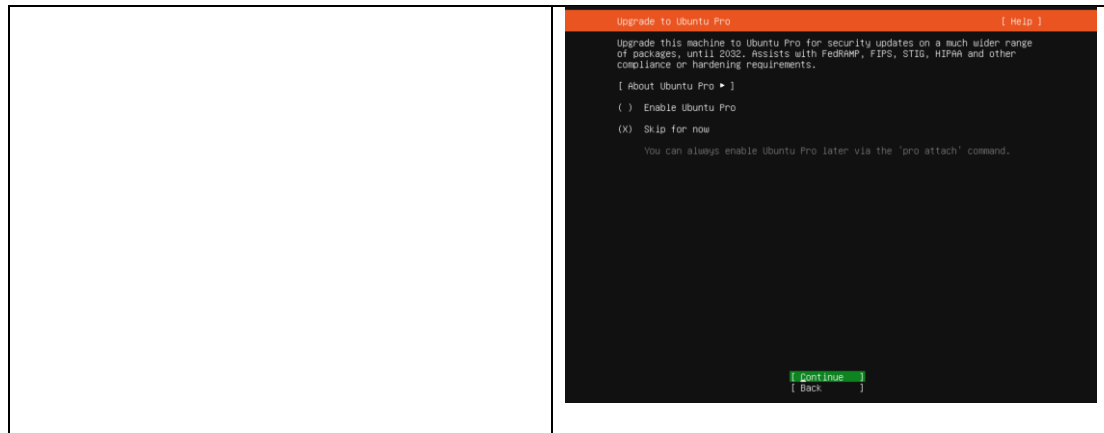 Upgrade to Ubuntu Pro [ Help ]
Upgrade this machine to Ubuntu Pro for security updates on a much wider range
of packages, until 2032. Assists with FedRAMP, FIPS, STIG, HIPAA and other
compliance or hardening requirements.
[ About Ubuntu Pro ► ]
( ) Enable Ubuntu Pro
(X) Skip for now
You can always enable Ubuntu Pro later via the 'pro attach' command.
[ Continue ]
[ Back ]